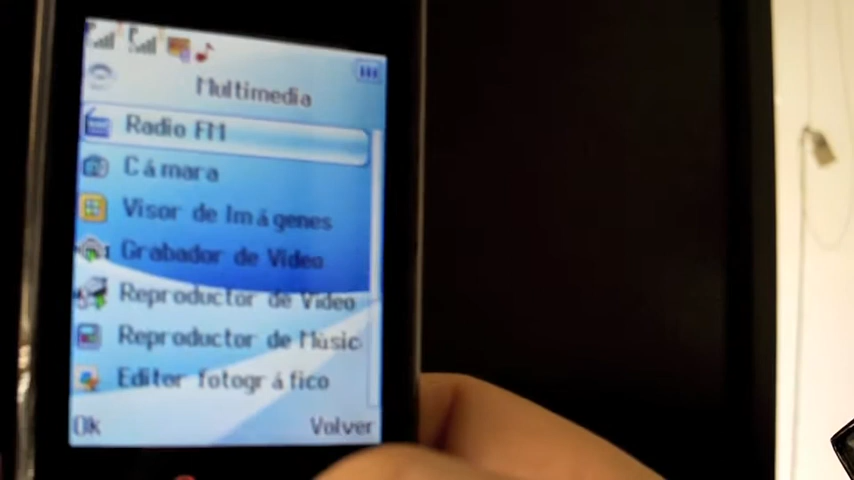 Multimedia
Radio FM
Cámara
Visor de Imágenes
Grabador de Video
Reproductor de Video
Reproductor de Músic
Editor fotográfico
Ok
Volver